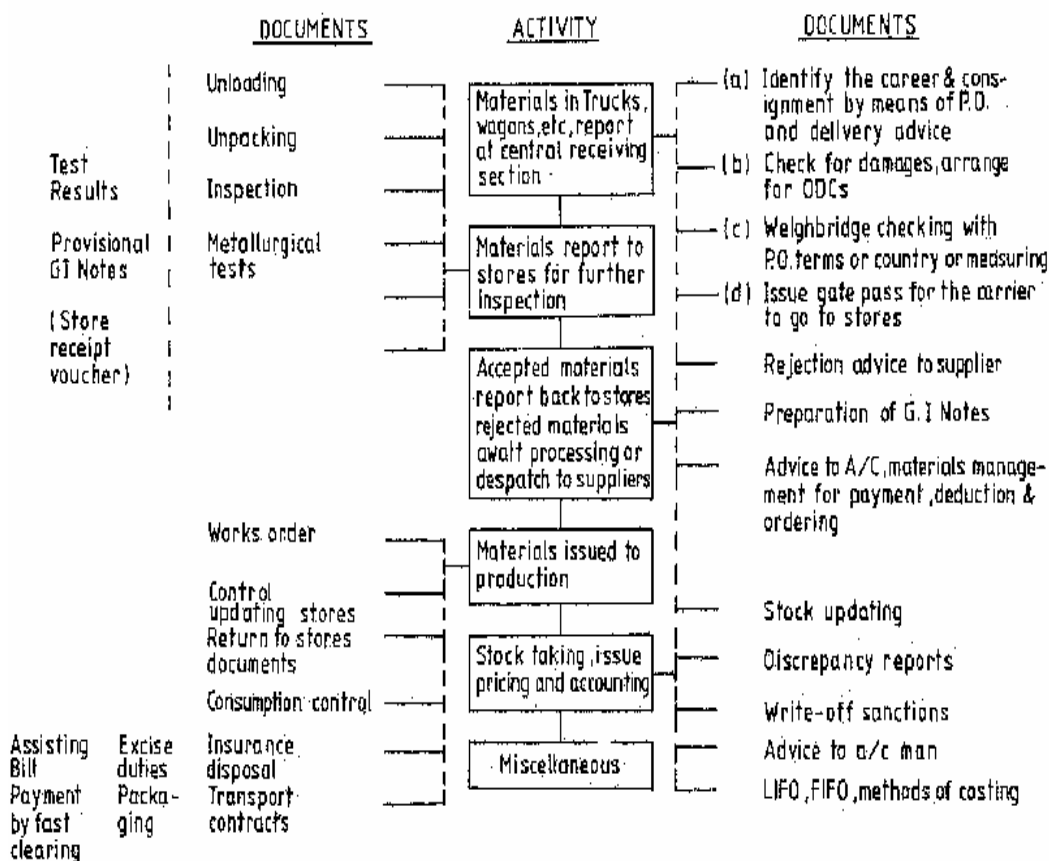 DOCUMENTS
ACTIVITY
DOCUMENTS
Test
Results
Provisional
GI Notes
(Store
receipt
voucher)
Unloading
Unpacking
Inspection
Metallurgical
tests
Works order
Control
updating stores
Return to stores
documents
Consumption control
Assisting
Bill
Payment
by fast
clearing
Excise
duties
Packa-
ging
Insurance
disposal
Transport
contracts
Materials in Trucks,
wagons, etc, report
at central receiving
section.
Materials report to
stores for further
inspection
Accepted materials
report back to stores
rejected materials
await processing or
despatch to suppliers
Materials issued to
production
Stock taking, issue
pricing and accounting
Miscellaneous
(a) Identify the career & cons-
ignment by means of P.O.
and delivery advice
(b) Check for damages, arrange
for ODCs
(c) Weighbridge checking with
P.O. terms or country or measuring
(d) Issue gate pass for the carrier
to go to stores
Rejection advice to supplier
Preparation of G.I Notes
Advice to A/C, materials manage-
ment for payment, deduction &
ordering
Stock updating
Discrepancy reports
Write-off sanctions
Advice to a/c man
LIFO, FIFO, methods of costing